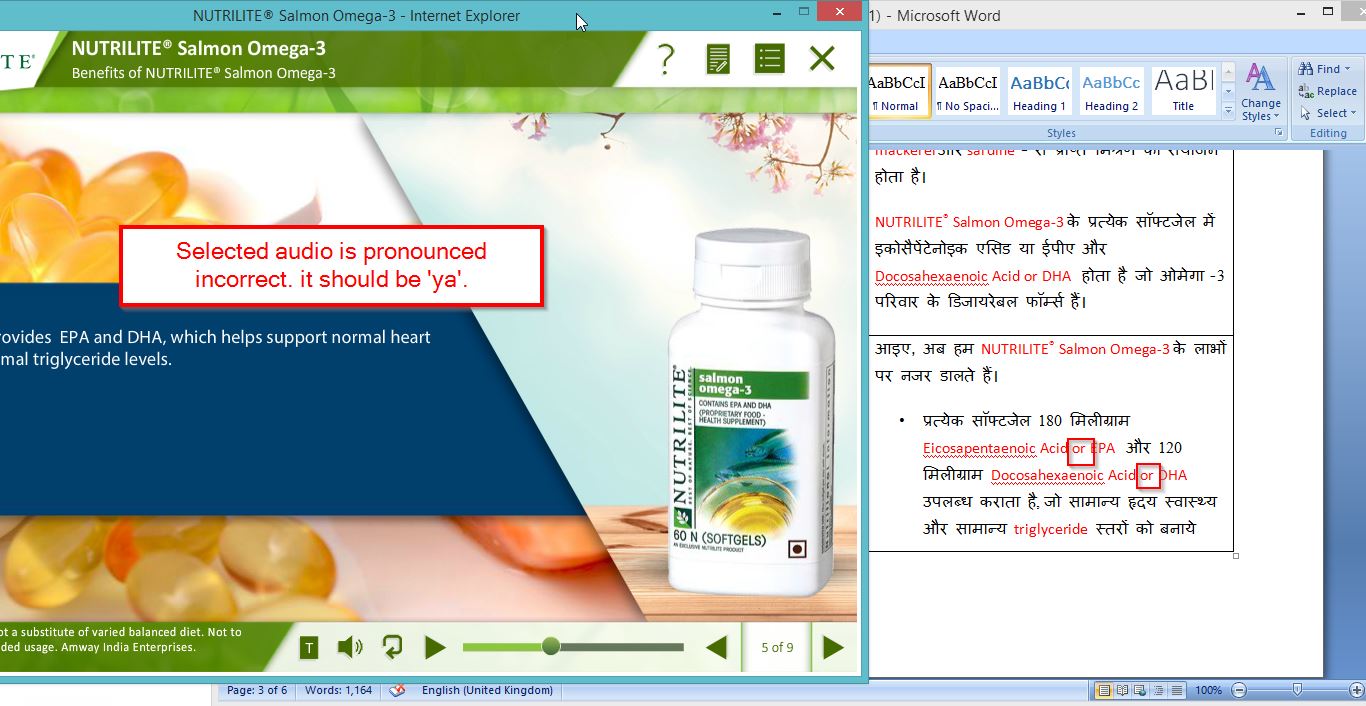 NUTRILITE® Salmon Omega-3 - Internet Explorer
TE®
NUTRILITE® Salmon Omega-3
Benefits of NUTRILITE® Salmon Omega-3
?
Selected audio is pronounced
incorrect. it should be 'ya'.
rovides EPA and DHA, which helps support normal heart
mal triglyceride levels.
NUTRILITE®
BEST OF NATURE. BEST OF SCIENCE.
salmon
omega-3
CONTAINS EPA AND DHA
(PROPRIETARY FOOD -
HEALTH SUPPLEMENT)
60 N (SOFTGELS)
AN EXCLUSIVE NUTRILITE PRODUCT
ot a substitute of varied balanced diet. Not to
ded usage. Amway India Enterprises.
T
5 of 9
1) - Microsoft Word
AaBbCcI
AaBbCcI
AaBbC
AaBbCc
AaBl
¶ Normal
¶ No Spaci...
Heading 1
Heading 2
Title
Change
Styles
Styles
Find
Replace
Select
Editing
होता है।
NUTRILITE® Salmon Omega-3 के प्रत्येक सॉफ्टजेल में
इकोसैपेंटेनोइक एसिड या ईपीए और
Docosahexaenoic Acid or DHA होता है जो ओमेगा -3
परिवार के डिजायरेबल फॉर्म्स हैं।
आइए, अब हम NUTRILITE® Salmon Omega-3 के लाभों
पर नजर डालते हैं।
• प्रत्येक सॉफ्टजेल 180 मिलीग्राम
Eicosapentaenoic Acid or EPA और 120
मिलीग्राम Docosahexaenoic Acid or DHA
उपलब्ध कराता है, जो सामान्य हृदय स्वास्थ्य
और सामान्य triglyceride स्तरों को बनाये
Page: 3 of 6
Words: 1,164
English (United Kingdom)
100%